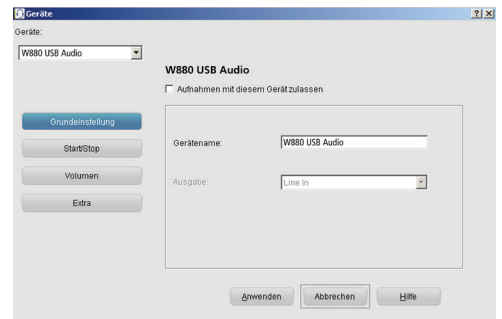 Geräte
Geräte:
W880 USB Audio
W880 USB Audio
Aufnahmen mit diesem Gerät zulassen
Grundeinstellung
Start/Stop
Volumen
Extra
Gerätename:
W880 USB Audio
Ausgabe:
Line In
Anwenden
Abbrechen
Hilfe